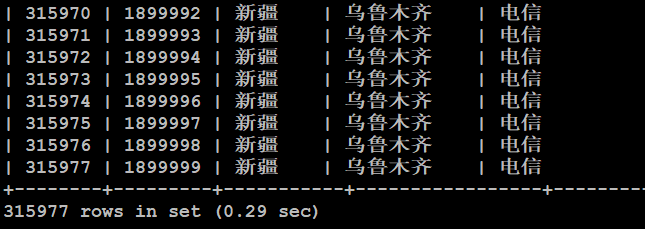 | 315970 | 1899992 | 新疆 | 乌鲁木齐 | 电信
| 315971 | 1899993 | 新疆 | 乌鲁木齐 | 电信
| 315972 | 1899994 | 新疆 | 乌鲁木齐 | 电信
| 315973 | 1899995 | 新疆 | 乌鲁木齐 | 电信
| 315974 | 1899996 | 新疆 | 乌鲁木齐 | 电信
| 315975 | 1899997 | 新疆 | 乌鲁木齐 | 电信
| 315976 | 1899998 | 新疆 | 乌鲁木齐 | 电信
| 315977 | 1899999 | 新疆 | 乌鲁木齐 | 电信
+--------+---------+-----------+-----------------+---------
315977 rows in set (0.29 sec)